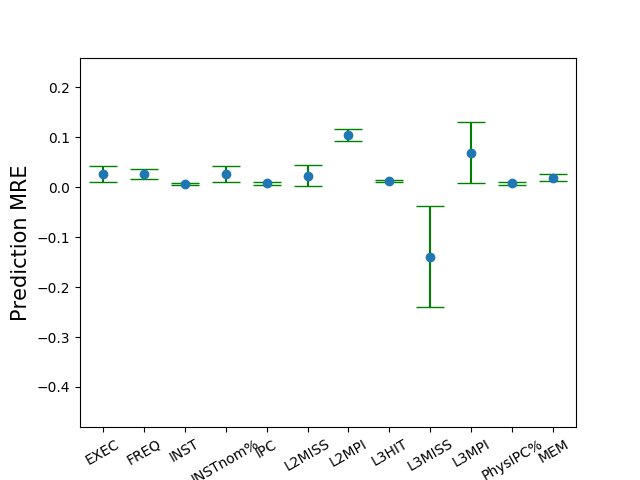 Prediction MRE
0.2
0.1
0.0
−0.1
−0.2
−0.3
−0.4
EXEC
FREQ
INST
INSTnom%
IPC
L2MISS
L2MPI
L3HIT
L3MISS
L3MPI
PhysIPC%
MEM